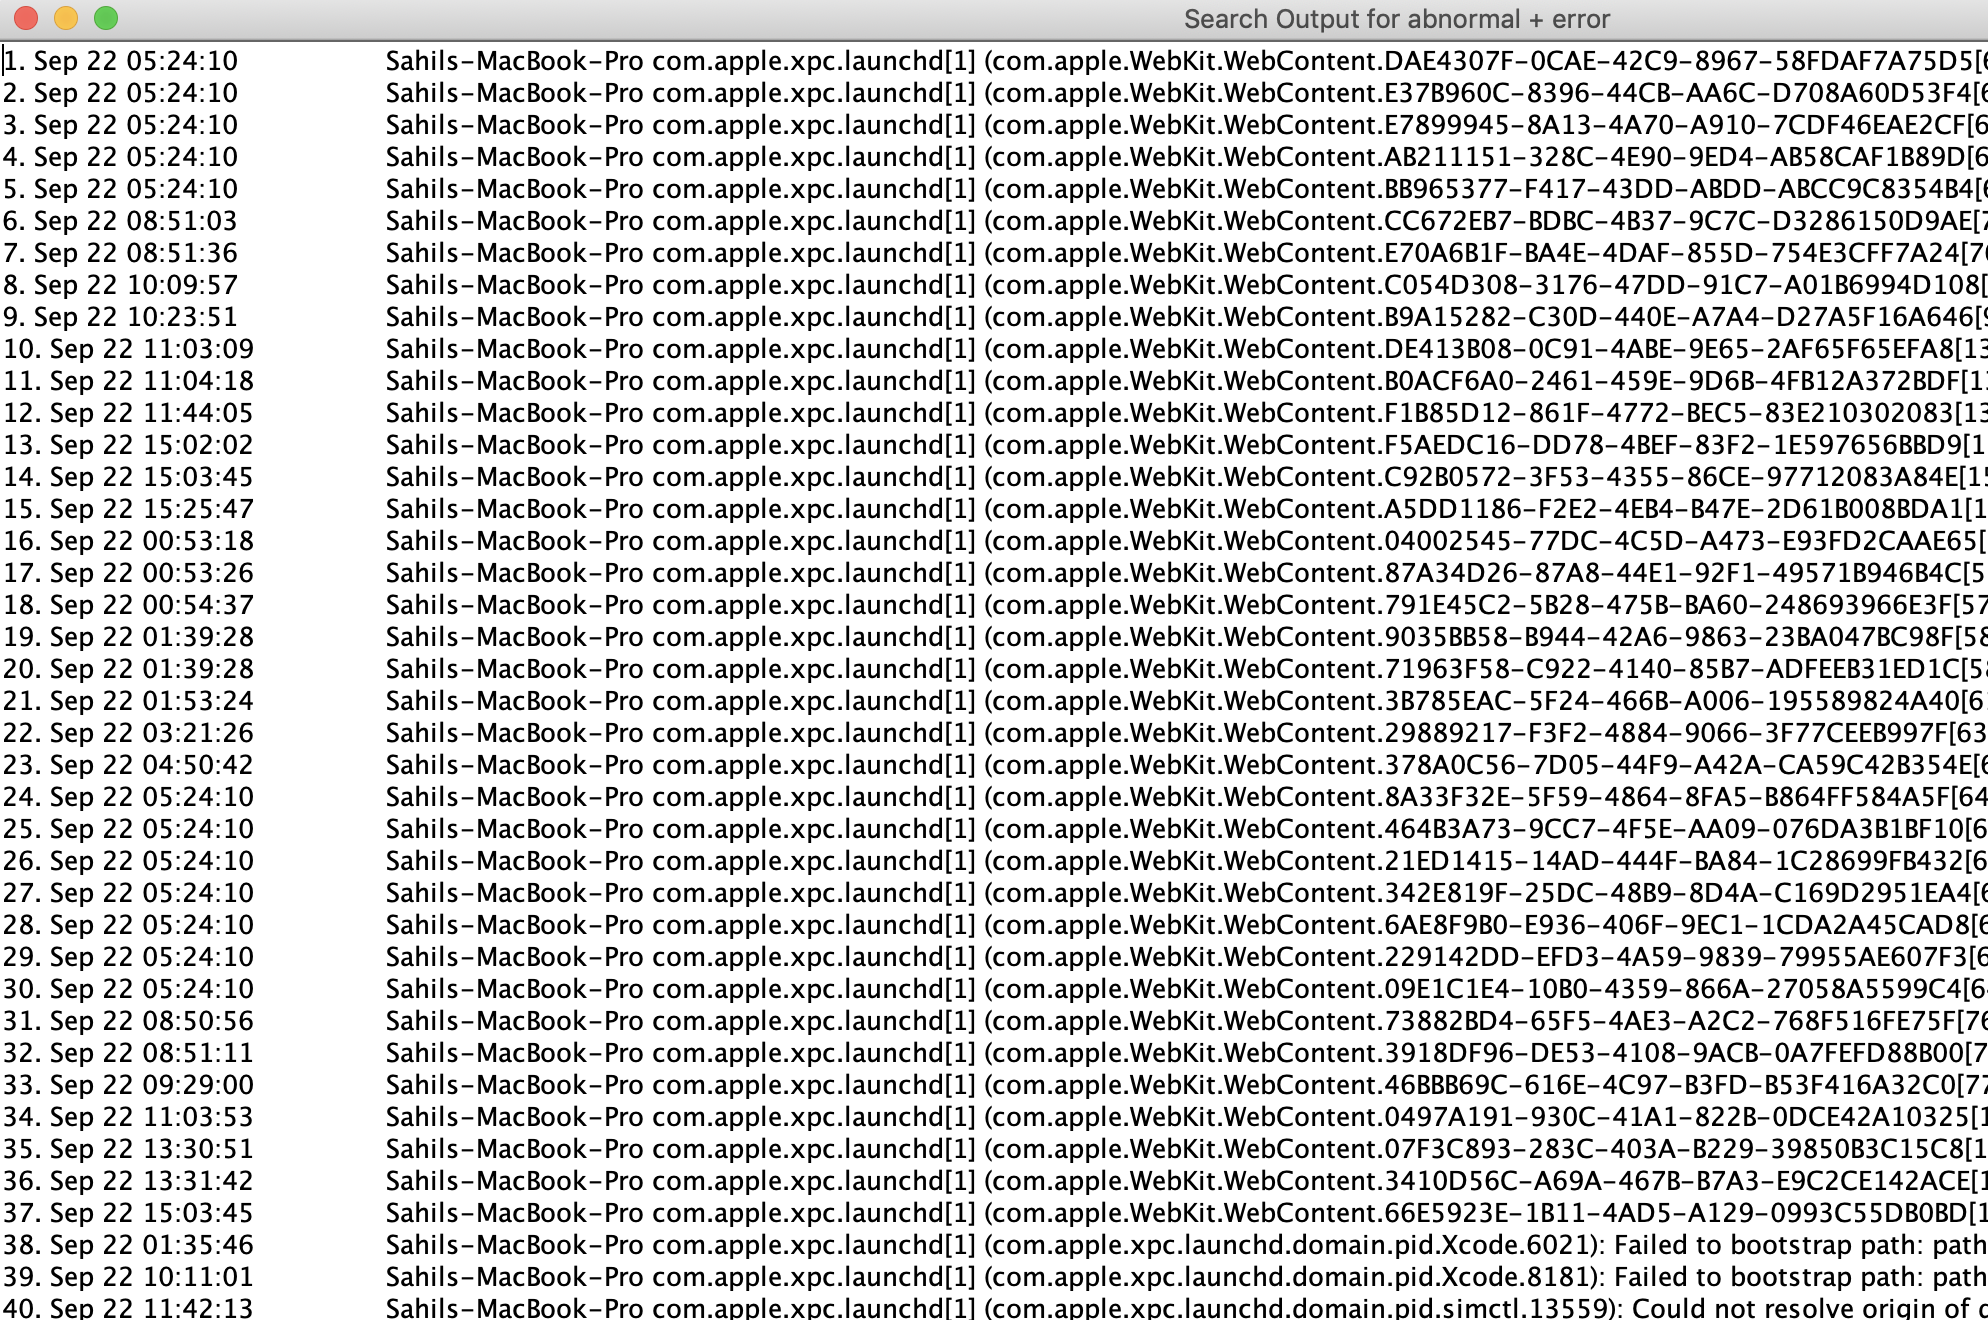 Search Output for abnormal + error
1. Sep 22 05:24:10 Sahils-MacBook-Pro com.apple.xpc.launchd[1] (com.apple.WebKit.WebContent.DAE4307F-0CAE-42C9-8967-58FDAF7A75D5[6
2. Sep 22 05:24:10 Sahils-MacBook-Pro com.apple.xpc.launchd[1] (com.apple.WebKit.WebContent.E37B960C-8396-44CB-AA6C-D708A60D53F4[6
3. Sep 22 05:24:10 Sahils-MacBook-Pro com.apple.xpc.launchd[1] (com.apple.WebKit.WebContent.E7899945-8A13-4A70-A910-7CDF46EAE2CF[6
4. Sep 22 05:24:10 Sahils-MacBook-Pro com.apple.xpc.launchd[1] (com.apple.WebKit.WebContent.AB211151-328C-4E90-9ED4-AB58CAF1B89D[6
5. Sep 22 05:24:10 Sahils-MacBook-Pro com.apple.xpc.launchd[1] (com.apple.WebKit.WebContent.BB965377-F417-43DD-ABDD-ABCC9C8354B4[6
6. Sep 22 08:51:03 Sahils-MacBook-Pro com.apple.xpc.launchd[1] (com.apple.WebKit.WebContent.CC672EB7-BDBC-4B37-9C7C-D3286150D9AE[7
7. Sep 22 08:51:36 Sahils-MacBook-Pro com.apple.xpc.launchd[1] (com.apple.WebKit.WebContent.E70A6B1F-BA4E-4DAF-855D-754E3CFF7A24[76
8. Sep 22 10:09:57 Sahils-MacBook-Pro com.apple.xpc.launchd[1] (com.apple.WebKit.WebContent.C054D308-3176-47DD-91C7-A01B6994D108[
9. Sep 22 10:23:51 Sahils-MacBook-Pro com.apple.xpc.launchd[1] (com.apple.WebKit.WebContent.B9A15282-C30D-440E-A7A4-D27A5F16A646[9
10. Sep 22 11:03:09 Sahils-MacBook-Pro com.apple.xpc.launchd[1] (com.apple.WebKit.WebContent.DE413B08-0C91-4ABE-9E65-2AF65F65EFA8[13
11. Sep 22 11:04:18 Sahils-MacBook-Pro com.apple.xpc.launchd[1] (com.apple.WebKit.WebContent.B0ACF6A0-2461-459E-9D6B-4FB12A372BDF[1
12. Sep 22 11:44:05 Sahils-MacBook-Pro com.apple.xpc.launchd[1] (com.apple.WebKit.WebContent.F1B85D12-861F-4772-BEC5-83E210302083[13
13. Sep 22 15:02:02 Sahils-MacBook-Pro com.apple.xpc.launchd[1] (com.apple.WebKit.WebContent.F5AEDC16-DD78-4BEF-83F2-1E597656BBD9[1
14. Sep 22 15:03:45 Sahils-MacBook-Pro com.apple.xpc.launchd[1] (com.apple.WebKit.WebContent.C92B0572-3F53-4355-86CE-97712083A84E[15
15. Sep 22 15:25:47 Sahils-MacBook-Pro com.apple.xpc.launchd[1] (com.apple.WebKit.WebContent.A5DD1186-F2E2-4EB4-B47E-2D61B008BDA1[1
16. Sep 22 00:53:18 Sahils-MacBook-Pro com.apple.xpc.launchd[1] (com.apple.WebKit.WebContent.04002545-77DC-4C5D-A473-E93FD2CAAE65[
17. Sep 22 00:53:26 Sahils-MacBook-Pro com.apple.xpc.launchd[1] (com.apple.WebKit.WebContent.87A34D26-87A8-44E1-92F1-49571B946B4C[5
18. Sep 22 00:54:37 Sahils-MacBook-Pro com.apple.xpc.launchd[1] (com.apple.WebKit.WebContent.791E45C2-5B28-475B-BA60-248693966E3F[57
19. Sep 22 01:39:28 Sahils-MacBook-Pro com.apple.xpc.launchd[1] (com.apple.WebKit.WebContent.9035BB58-B944-42A6-9863-23BA047BC98F[58
20. Sep 22 01:39:28 Sahils-MacBook-Pro com.apple.xpc.launchd[1] (com.apple.WebKit.WebContent.71963F58-C922-4140-85B7-ADFEEB31ED1C[58
21. Sep 22 01:53:24 Sahils-MacBook-Pro com.apple.xpc.launchd[1] (com.apple.WebKit.WebContent.3B785EAC-5F24-466B-A006-195589824A40[6
22. Sep 22 03:21:26 Sahils-MacBook-Pro com.apple.xpc.launchd[1] (com.apple.WebKit.WebContent.29889217-F3F2-4884-9066-3F77CEEB997F[63
23. Sep 22 04:50:42 Sahils-MacBook-Pro com.apple.xpc.launchd[1] (com.apple.WebKit.WebContent.378A0C56-7D05-44F9-A42A-CA59C42B354E[6
24. Sep 22 05:24:10 Sahils-MacBook-Pro com.apple.xpc.launchd[1] (com.apple.WebKit.WebContent.8A33F32E-5F59-4864-8FA5-B864FF584A5F[64
25. Sep 22 05:24:10 Sahils-MacBook-Pro com.apple.xpc.launchd[1] (com.apple.WebKit.WebContent.464B3A73-9CC7-4F5E-AA09-076DA3B1BF10[6
26. Sep 22 05:24:10 Sahils-MacBook-Pro com.apple.xpc.launchd[1] (com.apple.WebKit.WebContent.21ED1415-14AD-444F-BA84-1C28699FB432[6
27. Sep 22 05:24:10 Sahils-MacBook-Pro com.apple.xpc.launchd[1] (com.apple.WebKit.WebContent.342E819F-25DC-48B9-8D4A-C169D2951EA4[6
28. Sep 22 05:24:10 Sahils-MacBook-Pro com.apple.xpc.launchd[1] (com.apple.WebKit.WebContent.6AE8F9B0-E936-406F-9EC1-1CDA2A45CAD8[6
29. Sep 22 05:24:10 Sahils-MacBook-Pro com.apple.xpc.launchd[1] (com.apple.WebKit.WebContent.229142DD-EFD3-4A59-9839-79955AE607F3[6
30. Sep 22 05:24:10 Sahils-MacBook-Pro com.apple.xpc.launchd[1] (com.apple.WebKit.WebContent.09E1C1E4-10B0-4359-866A-27058A5599C4[6
31. Sep 22 08:50:56 Sahils-MacBook-Pro com.apple.xpc.launchd[1] (com.apple.WebKit.WebContent.73882BD4-65F5-4AE3-A2C2-768F516FE75F[76
32. Sep 22 08:51:11 Sahils-MacBook-Pro com.apple.xpc.launchd[1] (com.apple.WebKit.WebContent.3918DF96-DE53-4108-9ACB-0A7FEFD88B00[7
33. Sep 22 09:29:00 Sahils-MacBook-Pro com.apple.xpc.launchd[1] (com.apple.WebKit.WebContent.46BBB69C-616E-4C97-B3FD-B53F416A32C0[77
34. Sep 22 11:03:53 Sahils-MacBook-Pro com.apple.xpc.launchd[1] (com.apple.WebKit.WebContent.0497A191-930C-41A1-822B-0DCE42A10325[1
35. Sep 22 13:30:51 Sahils-MacBook-Pro com.apple.xpc.launchd[1] (com.apple.WebKit.WebContent.07F3C893-283C-403A-B229-39850B3C15C8[1
36. Sep 22 13:31:42 Sahils-MacBook-Pro com.apple.xpc.launchd[1] (com.apple.WebKit.WebContent.3410D56C-A69A-467B-B7A3-E9C2CE142ACE[1
37. Sep 22 15:03:45 Sahils-MacBook-Pro com.apple.xpc.launchd[1] (com.apple.WebKit.WebContent.66E5923E-1B11-4AD5-A129-0993C55DB0BD[1
38. Sep 22 01:35:46 Sahils-MacBook-Pro com.apple.xpc.launchd[1] (com.apple.xpc.launchd.domain.pid.Xcode.6021): Failed to bootstrap path: path
39. Sep 22 10:11:01 Sahils-MacBook-Pro com.apple.xpc.launchd[1] (com.apple.xpc.launchd.domain.pid.Xcode.8181): Failed to bootstrap path: path
40. Sep 22 11:42:13 Sahils-MacBook-Pro com.apple.xpc.launchd[1] (com.apple.xpc.launchd.domain.pid.simctl.13559): Could not resolve origin of